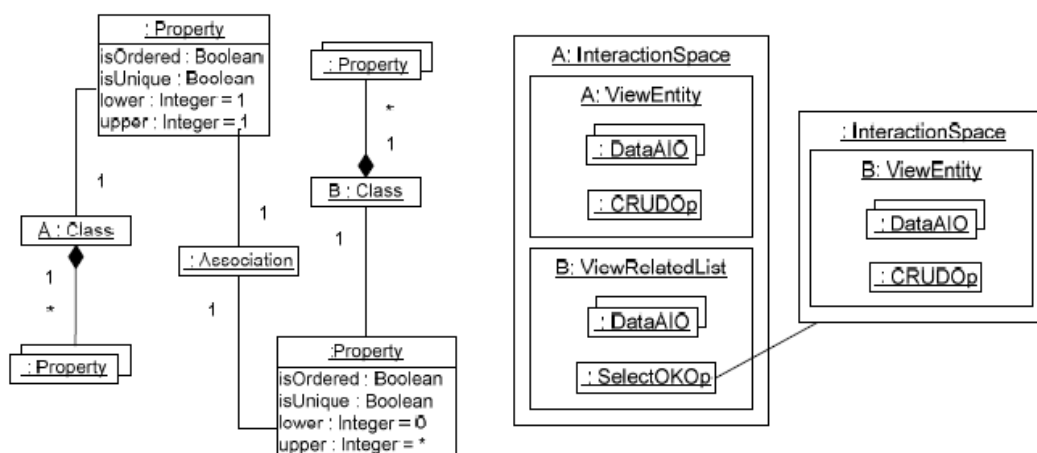 : Property
isOrdered : Boolean
isUnique : Boolean
lower : Integer = 1
upper : Integer = 1
1
A : Class
1
*
: Property
: Property
*
1
B : Class
1
1
: Association
1
:Property
isOrdered : Boolean
isUnique : Boolean
lower : Integer = 0
upper : Integer = *
A: InteractionSpace
A: ViewEntity
: DataAIO
: CRUDOp
B: ViewRelatedList
: DataAIO
: SelectOKOp
: InteractionSpace
B: ViewEntity
: DataAIO
: CRUDOp